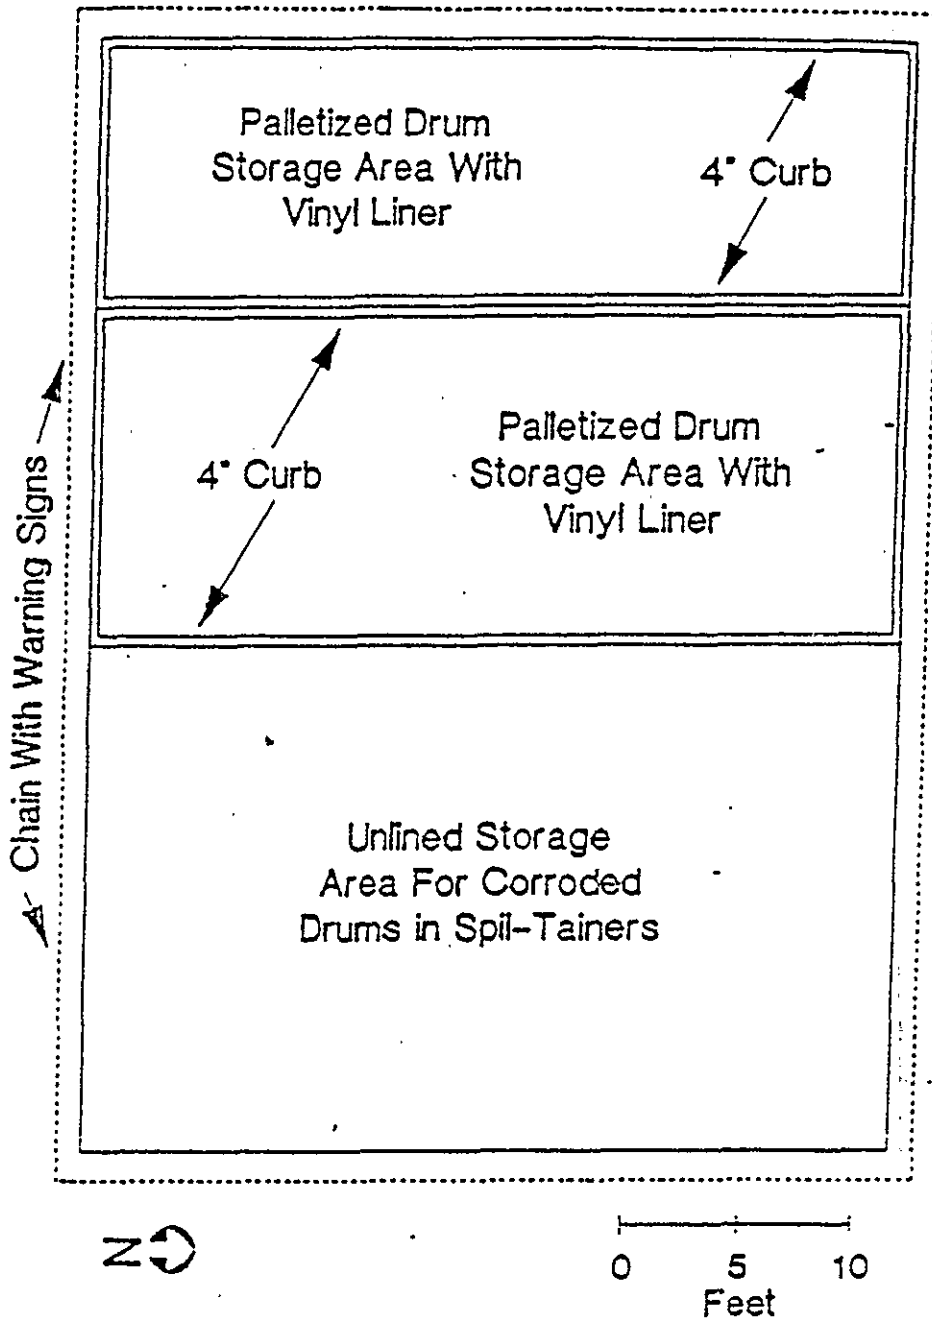 Palletized Drum
Storage Area With
Vinyl Liner
4" Curb
4" Curb
Palletized Drum
Storage Area With
Vinyl Liner
Chain With Warning Signs
Unlined Storage
Area For Corroded
Drums in Spil-Tainers
N
0 5 10
Feet